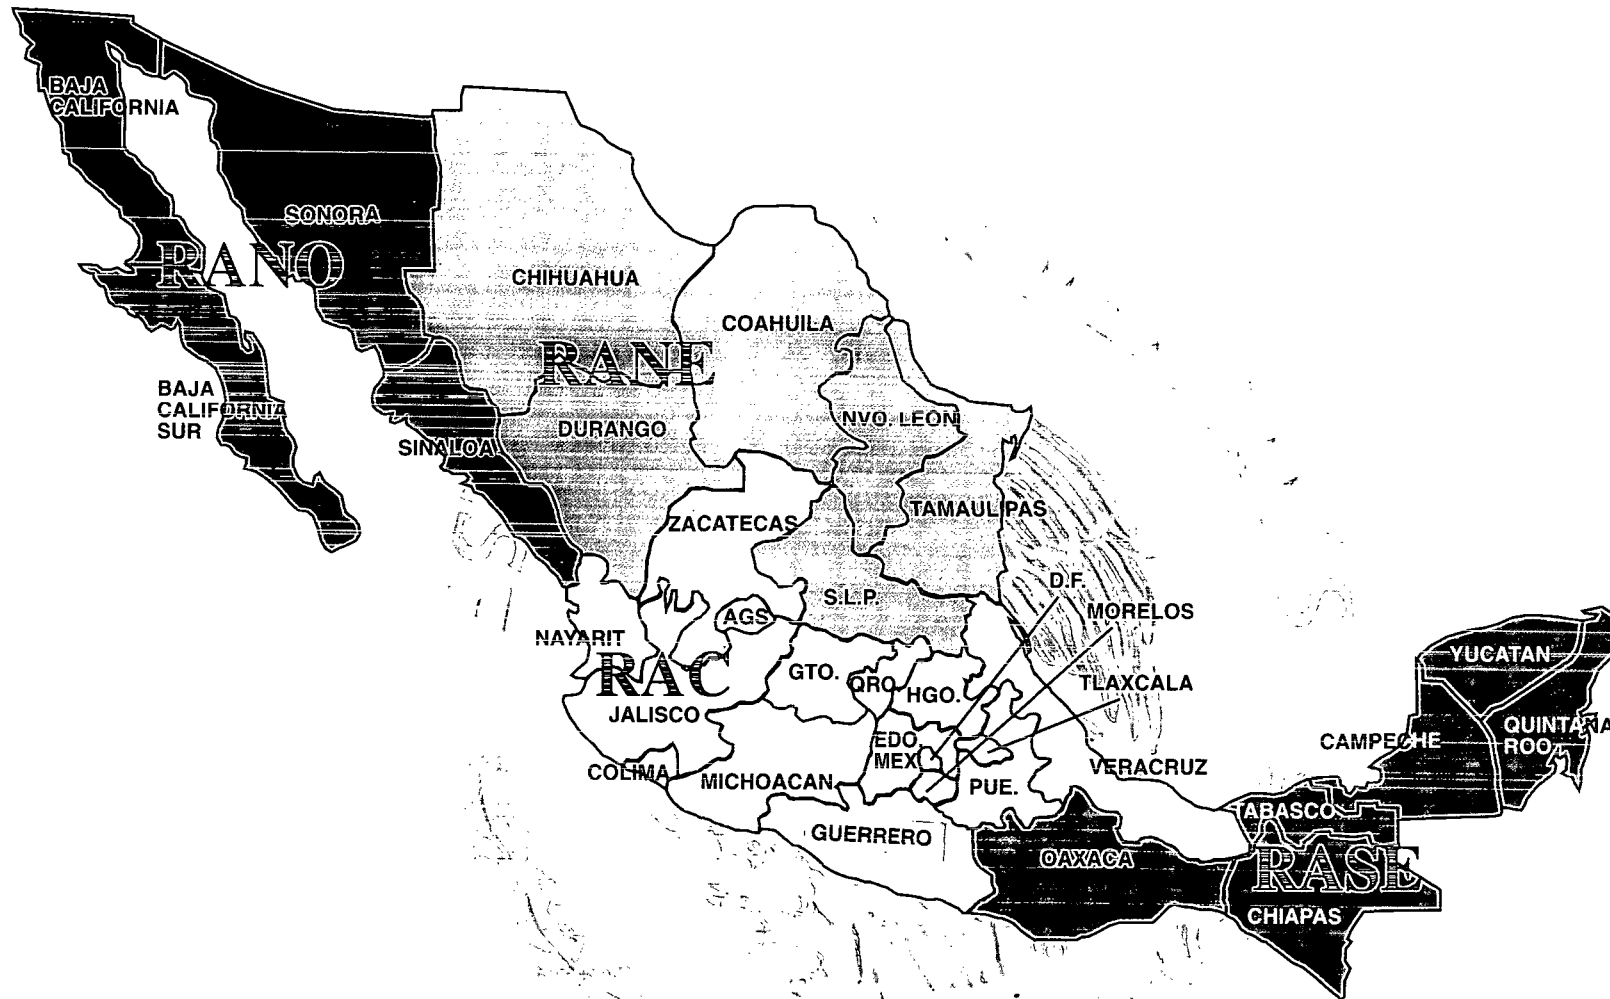 BAJA
CALIFORNIA
SONORA
RANO
CHIHUAHUA
COAHUILA
RANE
BAJA
CALIFORNIA
SUR
SINALOA
DURANGO
NVO. LEON
ZACATECAS
TAMAULIPAS
D.F.
S.L.P.
MORELOS
AGS.
NAYARIT
RAC
GTO.
QRO.
HGO.
TLAXCALA
YUCATAN
JALISCO
EDO.
MEX.
CAMPECHE
QUINTANA
ROO
COLIMA
MICHOACAN
PUE.
VERACRUZ
TABASCO
GUERRERO
OAXACA
RASE
CHIAPAS